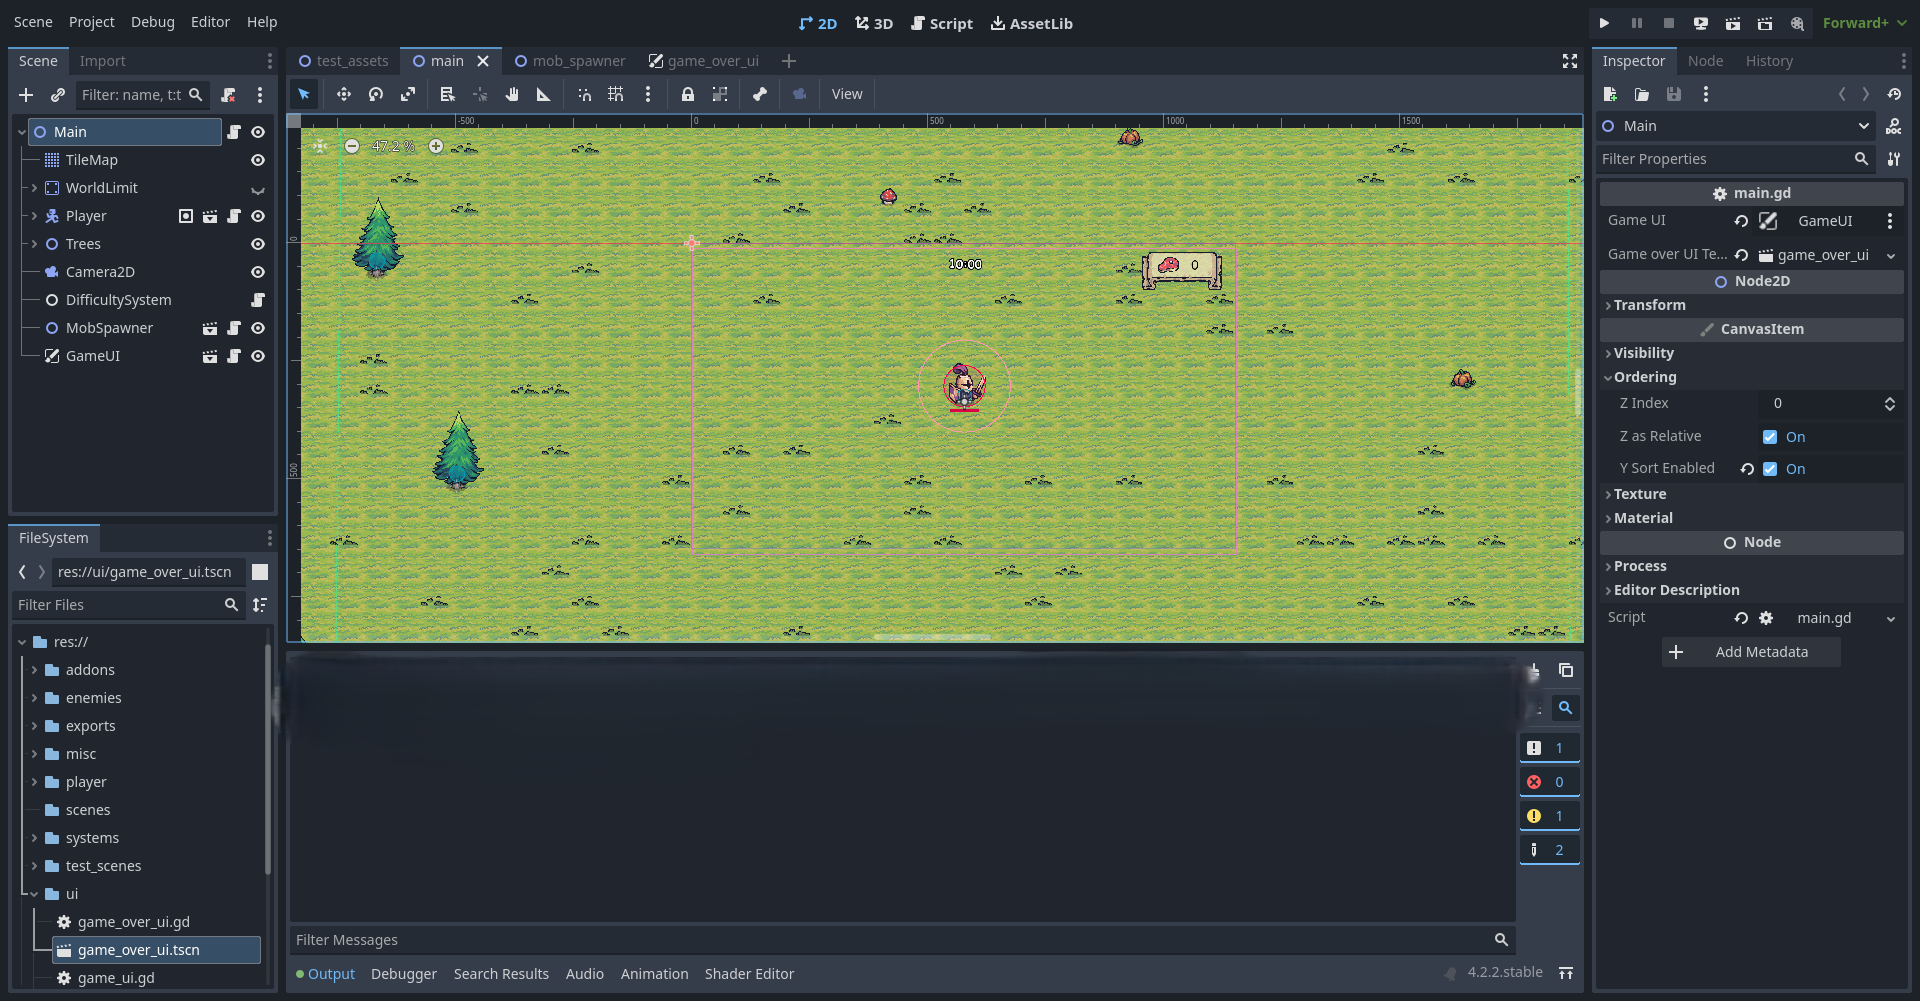 Scene Project Debug Editor Help
2D 3D Script AssetLib
Forward+
Scene Import
Filter: name, t:t
Main
TileMap
WorldLimit
Player
Trees
Camera2D
DifficultySystem
MobSpawner
GameUI
FileSystem
res://ui/game_over_ui.tscn
Filter Files
res://
addons
enemies
exports
misc
player
scenes
systems
test_scenes
ui
game_over_ui.gd
game_over_ui.tscn
game_ui.gd
test_assets main mob_spawner game_over_ui
View
-500 0 500 1000 1500
47.2 %
0
10:00
0
500
1
0
1
2
Filter Messages
Output Debugger Search Results Audio Animation Shader Editor
4.2.2.stable
Inspector Node History
Main
Filter Properties
main.gd
Game UI GameUI
Game over UI Te... game_over_ui
Node2D
Transform
CanvasItem
Visibility
Ordering
Z Index 0
Z as Relative On
Y Sort Enabled On
Texture
Material
Node
Process
Editor Description
Script main.gd
Add Metadata